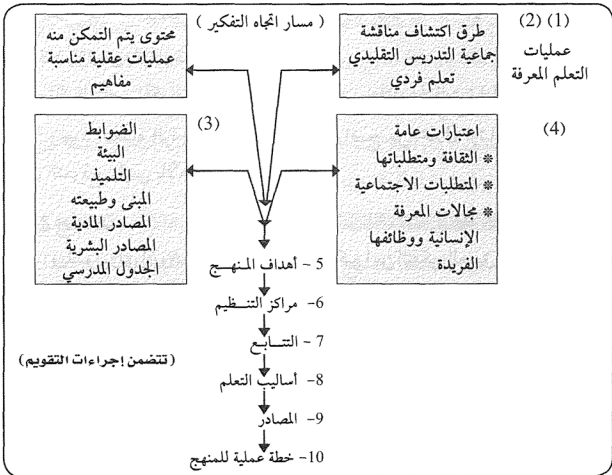 (1) (2)
عمليات
التعلم المعرفة
طرق اكتشاف مناقشة
جماعية التدريس التقليدي
تعلم فردي
( مسار اتجاه التفكير )
محتوى يتم التمكن منه
عمليات عقلية مناسبة
مفاهيم
(4)
اعتبارات عامة
* الثقافة ومتطلباتها
* المتطلبات الاجتماعية
* مجالات المعرفة
الإنسانية ووظائفها
الفريدة
(3)
الضوابط
البيئة
التلميذ
المبنى وطبيعته
المصادر المادية
المصادر البشرية
الجدول المدرسي
5 - أهداف المنهج
6- مراكز التنظيم
7 - التتابع
(تتضمن إجراءات التقويم)
8- أساليب التعلم
9- المصادر
10- خطة عملية للمنهج